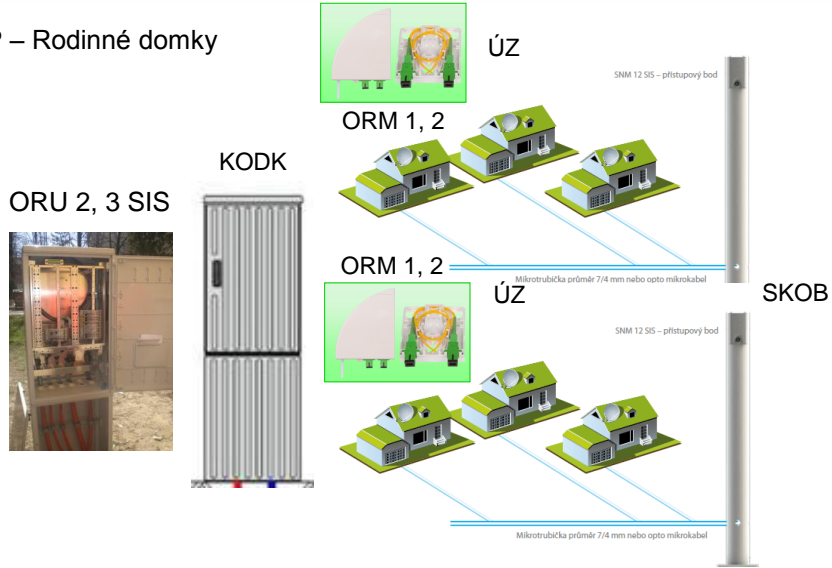 – Rodinné domky
ÚZ
SNM 12 SIS – přístupový bod
ORM 1, 2
KODK
ORU 2, 3 SIS
Mikrotrubička průměr 7/4 mm nebo opto mikrokabel
ORM 1, 2
ÚZ
SKOB
SNM 12 SIS – přístupový bod
Mikrotrubička průměr 7/4 mm nebo opto mikrokabel